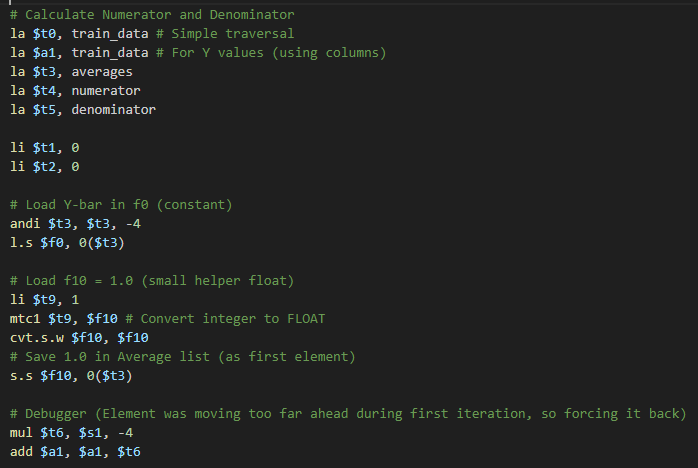 # Calculate Numerator and Denominator
la $t0, train_data # Simple traversal
la $a1, train_data # For Y values (using columns)
la $t3, averages
la $t4, numerator
la $t5, denominator
li $t1, 0
li $t2, 0
# Load Y-bar in f0 (constant)
andi $t3, $t3, -4
l.s $f0, 0($t3)
# Load f10 = 1.0 (small helper float)
li $t9, 1
mtc1 $t9, $f10 # Convert integer to FLOAT
cvt.s.w $f10, $f10
# Save 1.0 in Average list (as first element)
s.s $f10, 0($t3)
# Debugger (Element was moving too far ahead during first iteration, so forcing it back)
mul $t6, $s1, -4
add $a1, $a1, $t6